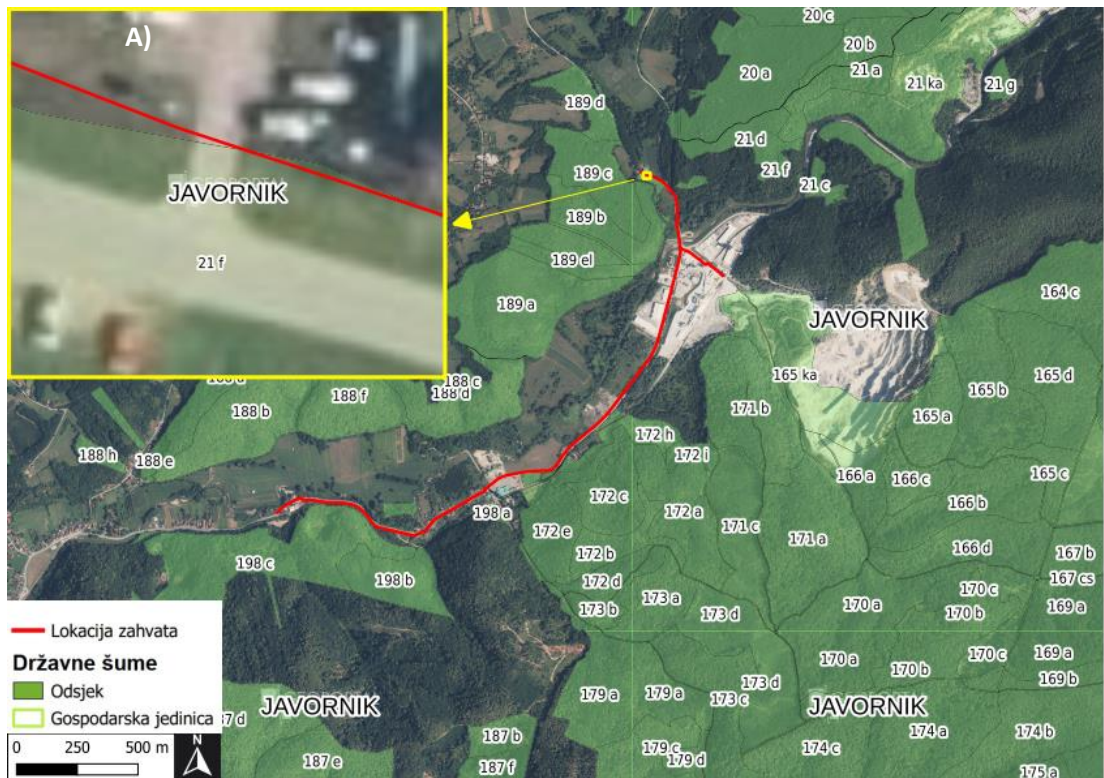 A)
JAVORNIK
21 f
20 c
20 b
20 a
21 a
21 ka
21 g
189 d
21 d
21 f
189 c
21 c
189 b
189 el
189 a
164 c
JAVORNIK
165 ka
165 d
165 b
188 c
188 d
188 f
188 b
171 b
165 a
172 h
188 h
188 e
172 i
166 a
166 c
165 c
172 c
166 b
198 a
172 a
172 e
171 c
171 a
166 d
167 b
172 b
198 c
198 b
172 d
170 c
167 cs
173 b
173 a
173 d
170 a
170 b
169 a
Lokacija zahvata
Državne šume
Odsjek
Gospodarska jedinica
0 250 500 m
N
170 a
170 b
170 c
169 a
169 b
173 d
179 a
179 a
173 c
JAVORNIK
JAVORNIK
187 b
174 a
174 b
179 c
179 d
174 c
187 e
187 f
175 a